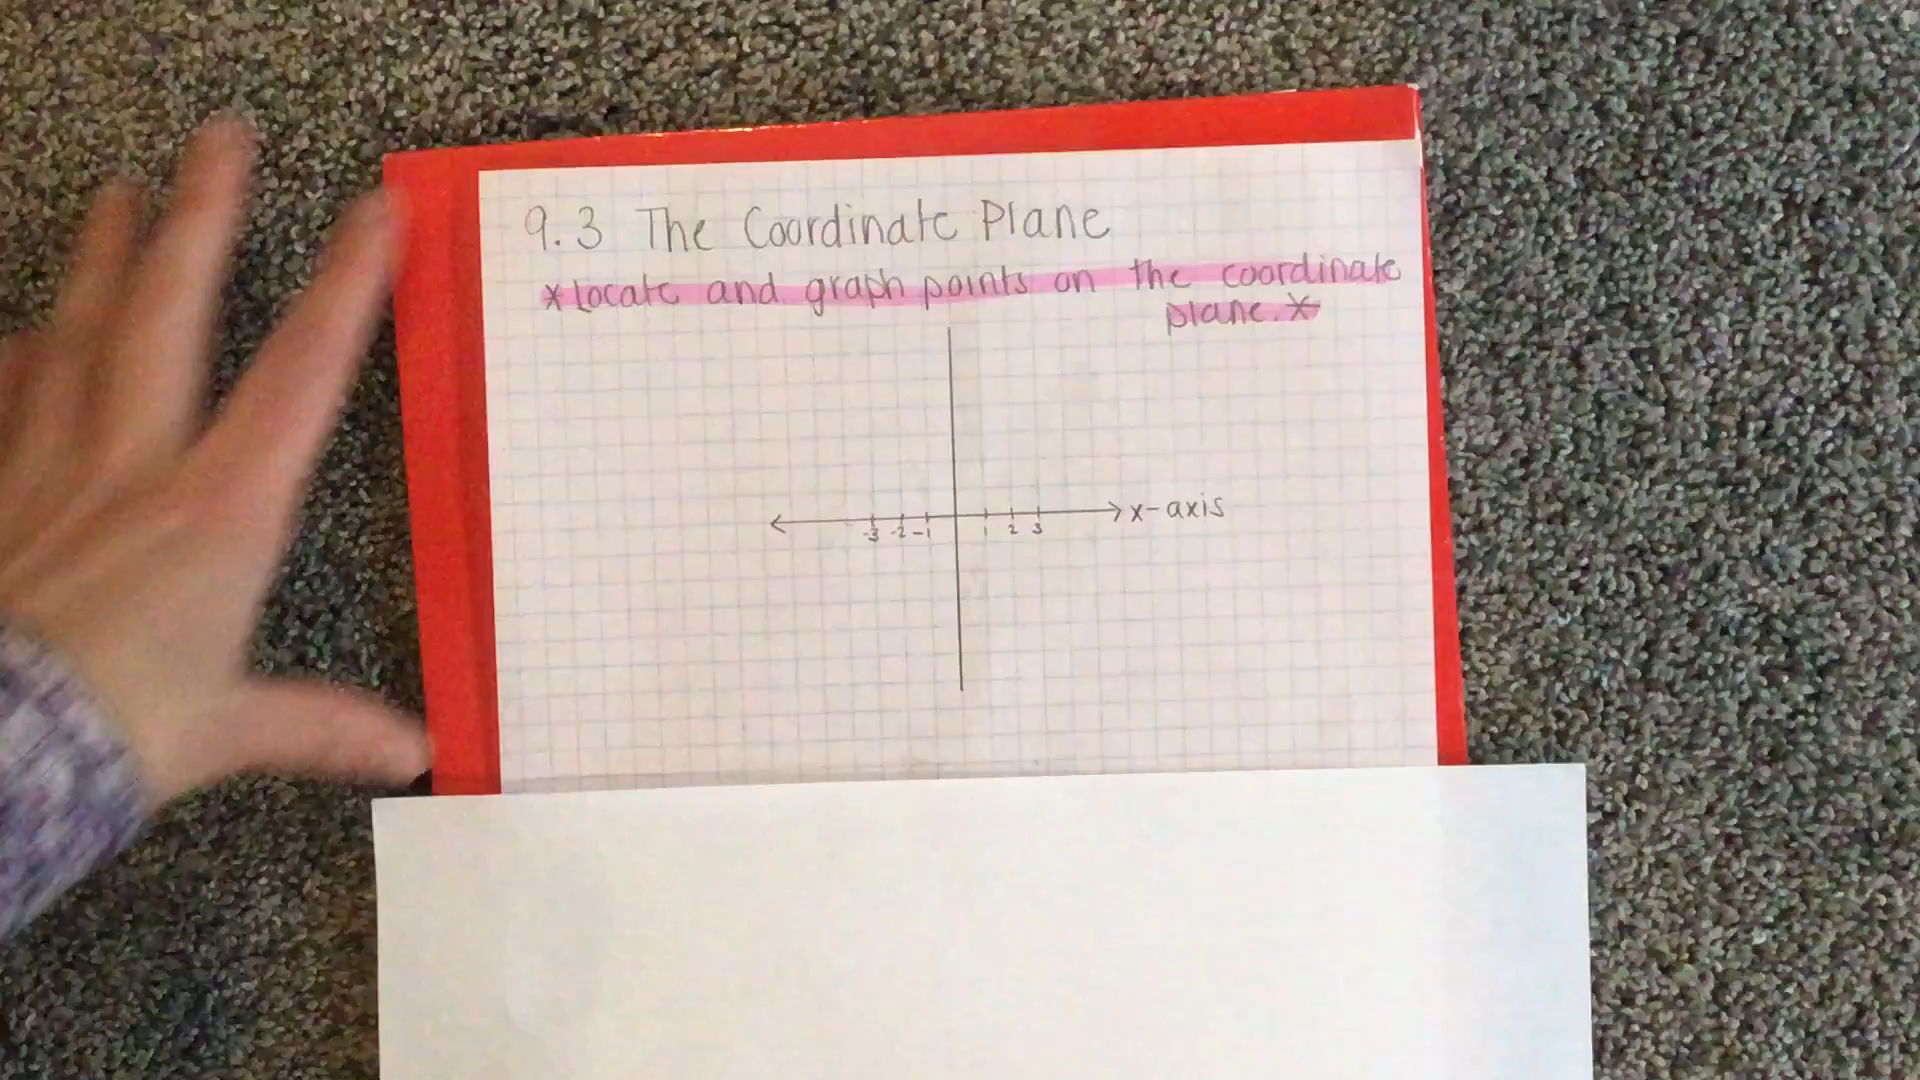 9.3 The Coordinate Plane
*Locate and graph points on the coordinate
plane.*
x-axis
-3 -2 -1 1 2 3